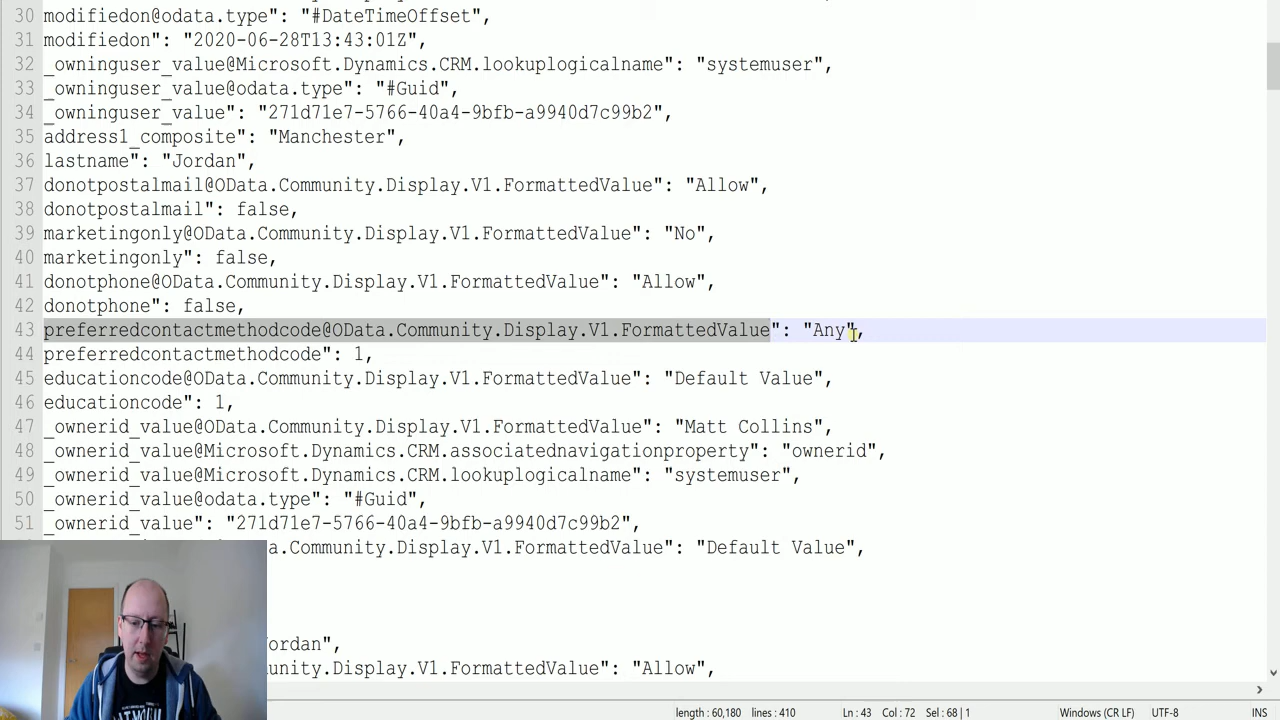 30 modifiedon@odata.type": "#DateTimeOffset",
31 modifiedon": "2020-06-28T13:43:01Z",
32 _owninguser_value@Microsoft.Dynamics.CRM.lookuplogicalname": "systemuser",
33 _owninguser_value@odata.type": "#Guid",
34 _owninguser_value": "271d71e7-5766-40a4-9bfb-a9940d7c99b2",
35 address1_composite": "Manchester",
36 lastname": "Jordan",
37 donotpostalmail@OData.Community.Display.V1.FormattedValue": "Allow",
38 donotpostalmail": false,
39 marketingonly@OData.Community.Display.V1.FormattedValue": "No",
40 marketingonly": false,
41 donotphone@OData.Community.Display.V1.FormattedValue": "Allow",
42 donotphone": false,
43 preferredcontactmethodcode@OData.Community.Display.V1.FormattedValue": "Any",
44 preferredcontactmethodcode": 1,
45 educationcode@OData.Community.Display.V1.FormattedValue": "Default Value",
46 educationcode": 1,
47 _ownerid_value@OData.Community.Display.V1.FormattedValue": "Matt Collins",
48 _ownerid_value@Microsoft.Dynamics.CRM.associatednavigationproperty": "ownerid",
49 _ownerid_value@Microsoft.Dynamics.CRM.lookuplogicalname": "systemuser",
50 _ownerid_value@odata.type": "#Guid",
51 _ownerid_value": "271d71e7-5766-40a4-9bfb-a9940d7c99b2",
a.Community.Display.V1.FormattedValue": "Default Value",
ordan",
unity.Display.V1.FormattedValue": "Allow",
length : 60,180 lines : 410 Ln : 43 Col : 72 Sel : 68 | 1 Windows (CR LF) UTF-8 INS